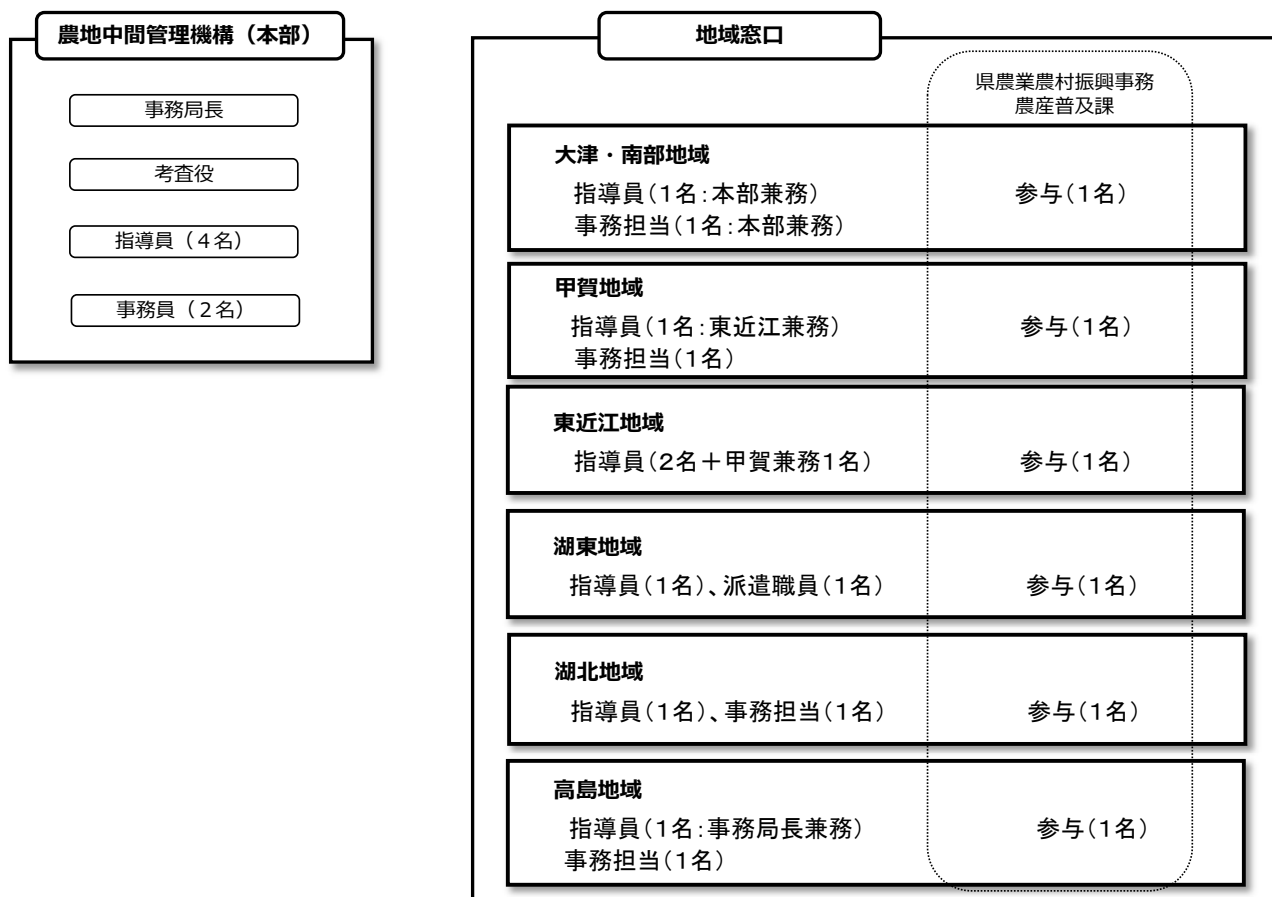 農地中間管理機構（本部）
事務局長
考査役
指導員（４名）
事務員（２名）
地域窓口
県農業農村振興事務
農産普及課
大津・南部地域
指導員(１名:本部兼務)
参与(１名)
事務担当(１名:本部兼務)
甲賀地域
指導員(１名:東近江兼務)
参与(１名)
事務担当(１名)
東近江地域
指導員(２名＋甲賀兼務１名)
参与(１名)
湖東地域
指導員(１名)、派遣職員(１名)
参与(１名)
湖北地域
指導員(１名)、事務担当(１名)
参与(１名)
高島地域
指導員(１名:事務局長兼務)
参与(１名)
事務担当(１名)